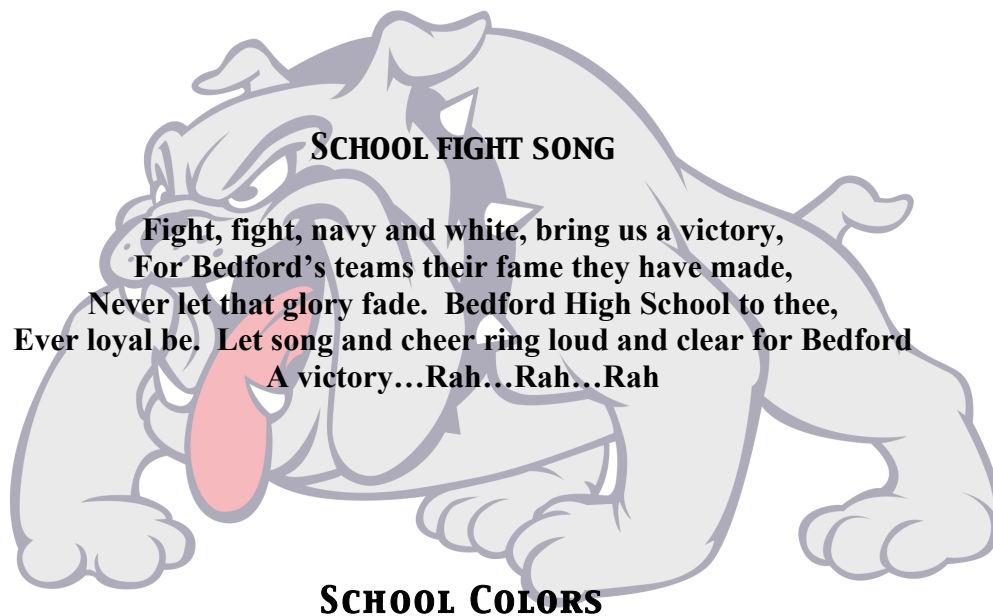 School fight song
Fight, fight, navy and white, bring us a victory,
For Bedford’s teams their fame they have made,
Never let that glory fade.  Bedford High School to thee,
Ever loyal be.  Let song and cheer ring loud and clear for Bedford
A victory…Rah…Rah…Rah
School Colors